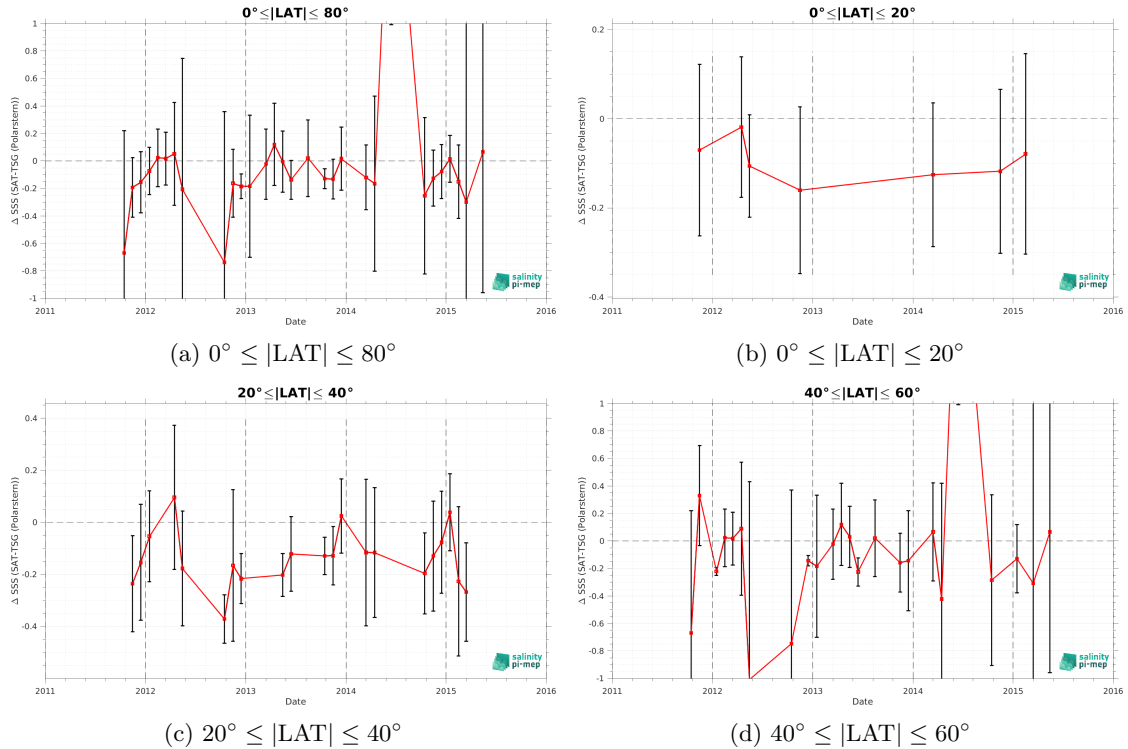 0°≤|LAT|≤ 80°
1
0.8
0.6
0.4
0.2
0
-0.2
-0.4
-0.6
-0.8
-1
Δ SSS (SAT-TSG (Polarstern))
2011 2012 2013 2014 2015 2016
Date
salinity
pi-mep
(a) 0° ≤ |LAT| ≤ 80°
0°≤|LAT|≤ 20°
0.2
0
-0.2
-0.4
Δ SSS (SAT-TSG (Polarstern))
2011 2012 2013 2014 2015 2016
Date
salinity
pi-mep
(b) 0° ≤ |LAT| ≤ 20°
20°≤|LAT|≤ 40°
0.4
0.2
0
-0.2
-0.4
Δ SSS (SAT-TSG (Polarstern))
2011 2012 2013 2014 2015 2016
Date
salinity
pi-mep
(c) 20° ≤ |LAT| ≤ 40°
40°≤|LAT|≤ 60°
1
0.8
0.6
0.4
0.2
0
-0.2
-0.4
-0.6
-0.8
-1
Δ SSS (SAT-TSG (Polarstern))
2011 2012 2013 2014 2015 2016
Date
salinity
pi-mep
(d) 40° ≤ |LAT| ≤ 60°